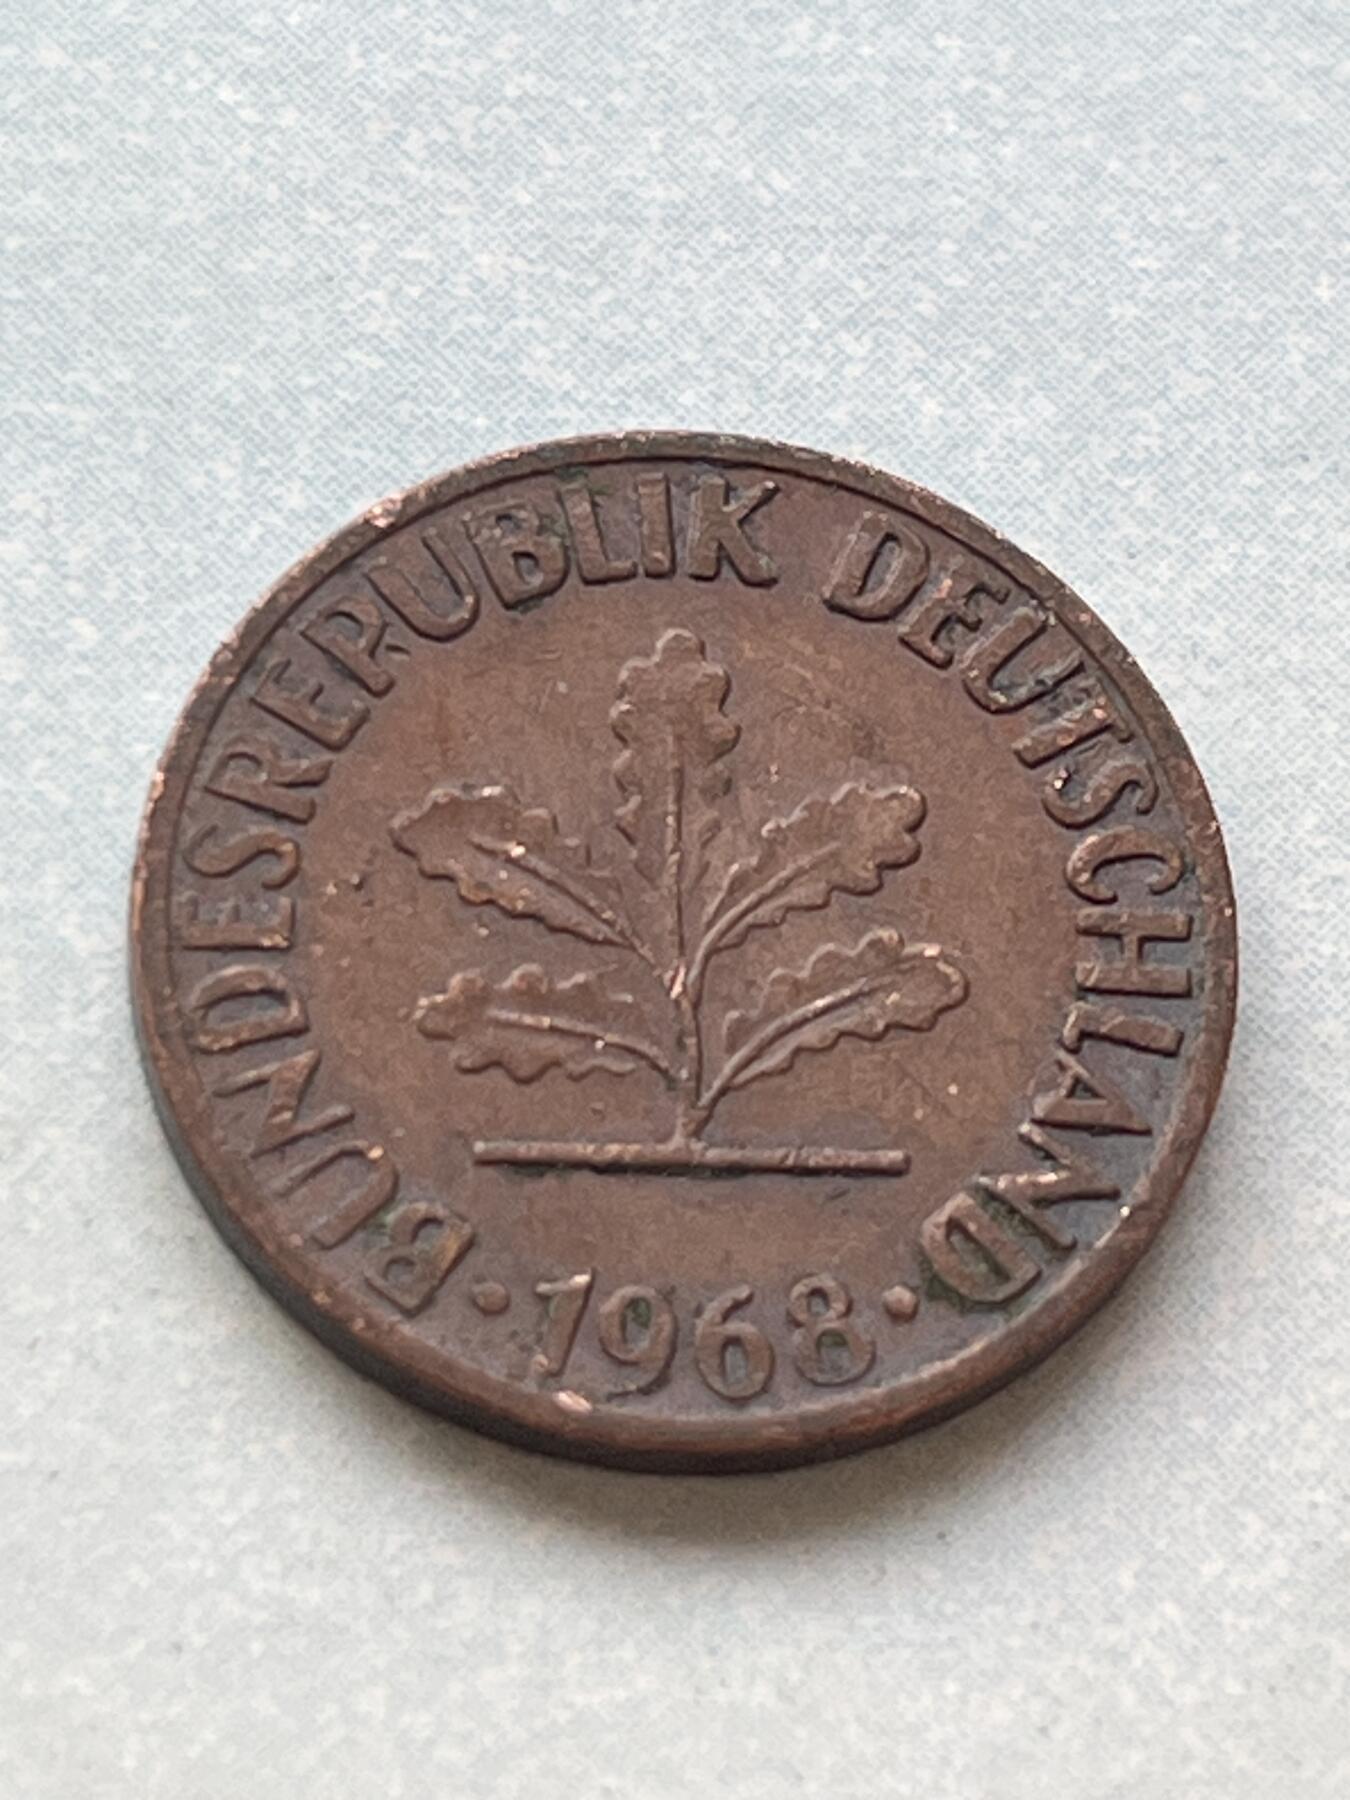 BUNDESREPUBLIK DEUTSCHLAND
· 1968 ·